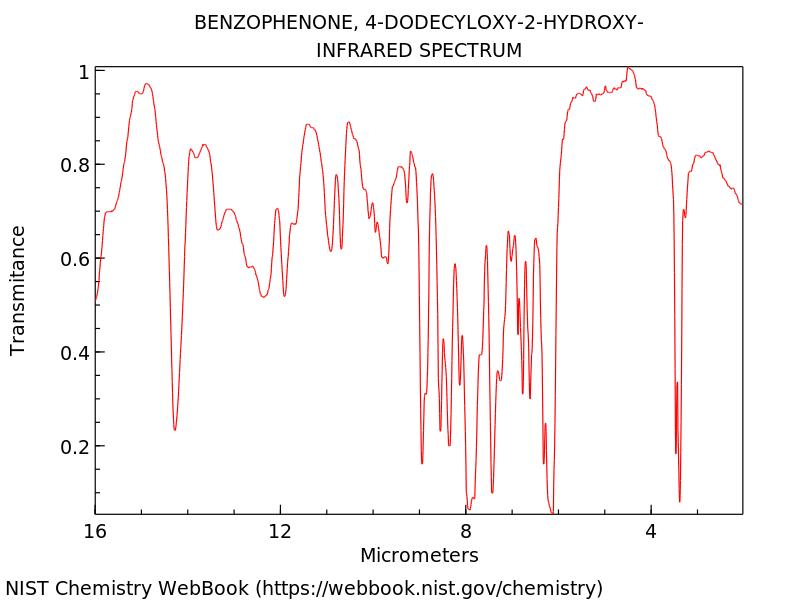 BENZOPHENONE, 4-DODECYLOXY-2-HYDROXY-
INFRARED SPECTRUM
1
0.8
0.6
0.4
0.2
Transmitance
16 12 8 4
Micrometers
NIST Chemistry WebBook (https://webbook.nist.gov/chemistry)